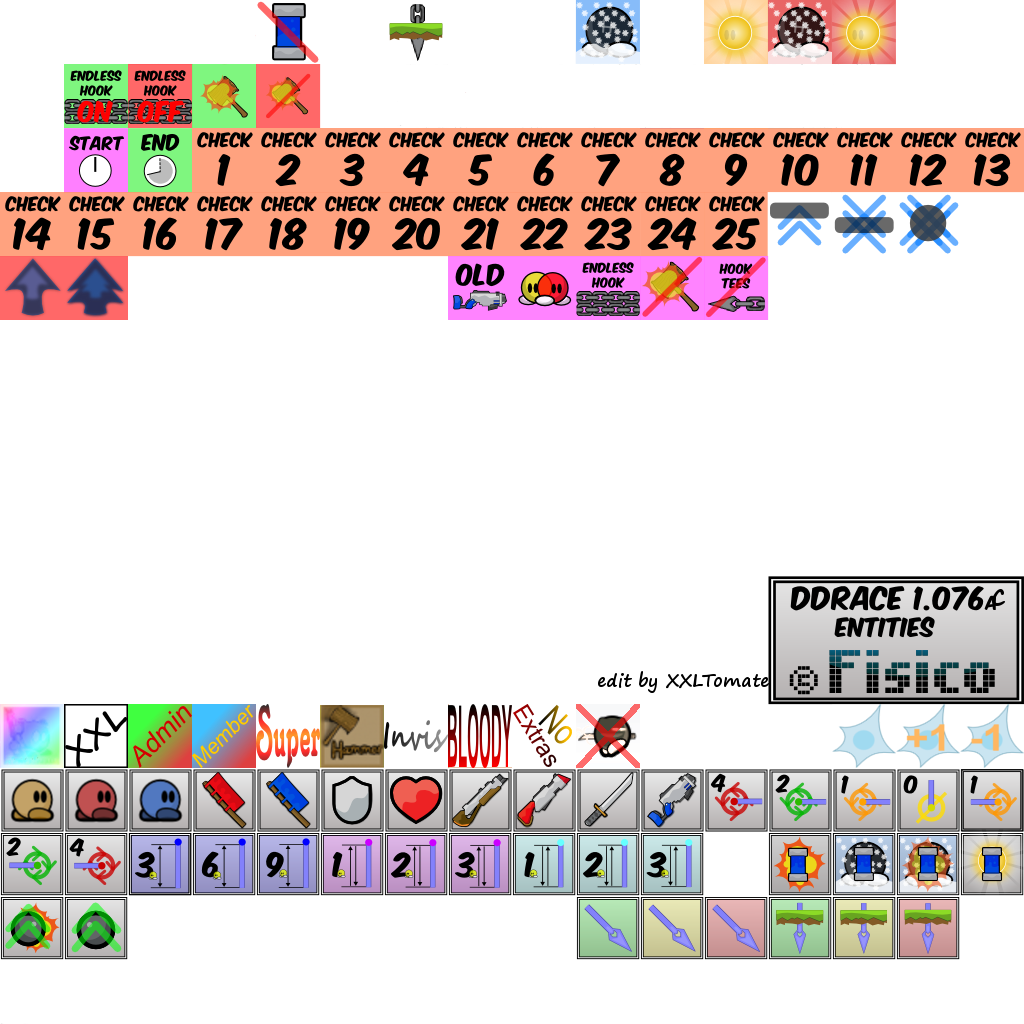 ENDLESS HOOK ON
ENDLESS HOOK OFF
START
END
CHECK 1
CHECK 2
CHECK 3
CHECK 4
CHECK 5
CHECK 6
CHECK 7
CHECK 8
CHECK 9
CHECK 10
CHECK 11
CHECK 12
CHECK 13
CHECK 14
CHECK 15
CHECK 16
CHECK 17
CHECK 18
CHECK 19
CHECK 20
CHECK 21
CHECK 22
CHECK 23
CHECK 24
CHECK 25
OLD
ENDLESS HOOK
HOOK TEES
DDRACE 1.076
ENTITIES
© Fisico
edit by XXLTomate
XXL
Admin
Member
Super
Hammer
Invis
BLOODY
No Extras
+1
-1
4
2
1
0
1
2
4
3
6
9
1
2
3
1
2
3